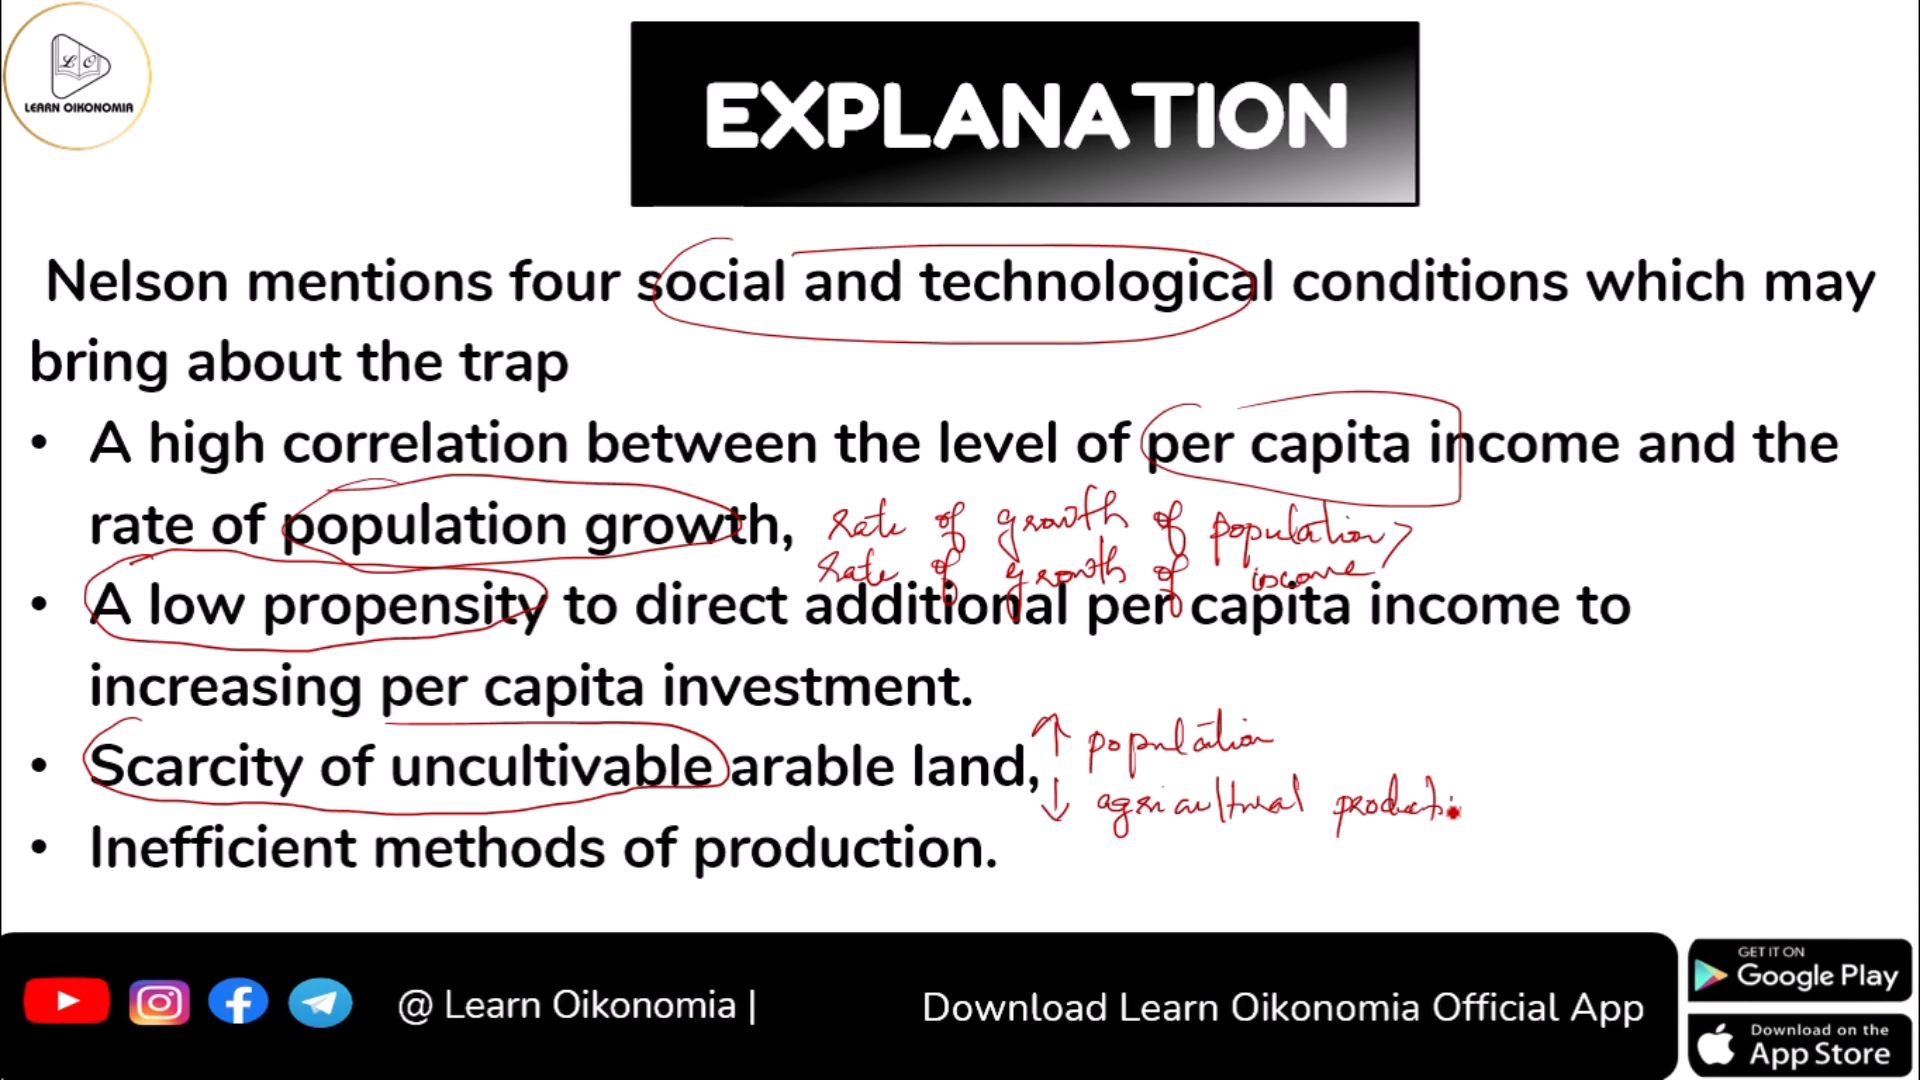 LO
LEARN OIKONOMIA
EXPLANATION
Nelson mentions four social and technological conditions which may
bring about the trap
• A high correlation between the level of per capita income and the
rate of population growth,
rate of growth of population >
rate of growth of income
• A low propensity to direct additional per capita income to
increasing per capita investment.
• Scarcity of uncultivable arable land,
↑ population
↓ agricultural producti
• Inefficient methods of production.
@ Learn Oikonomia |
Download Learn Oikonomia Official App
GET IT ON
Google Play
Download on the
App Store